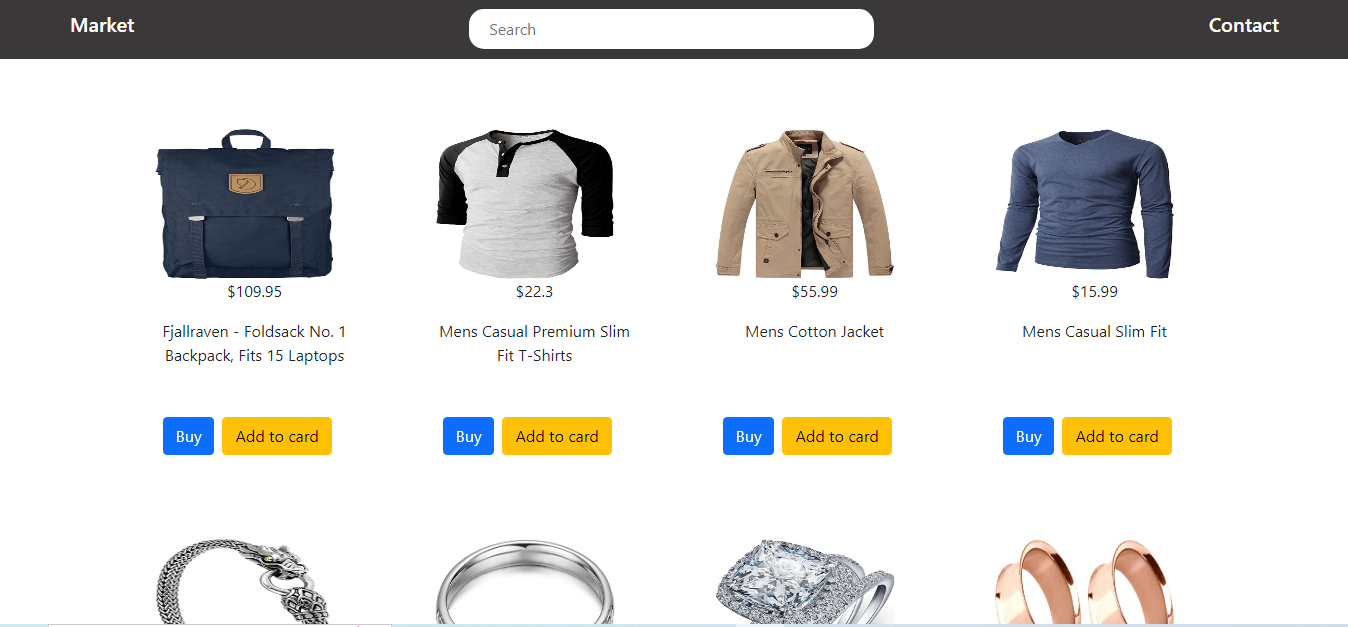 Market
Search
Contact
$109.95
$22.3
$55.99
$15.99
Fjallraven - Foldsack No. 1
Backpack, Fits 15 Laptops
Mens Casual Premium Slim
Fit T-Shirts
Mens Cotton Jacket
Mens Casual Slim Fit
Buy
Add to card
Buy
Add to card
Buy
Add to card
Buy
Add to card